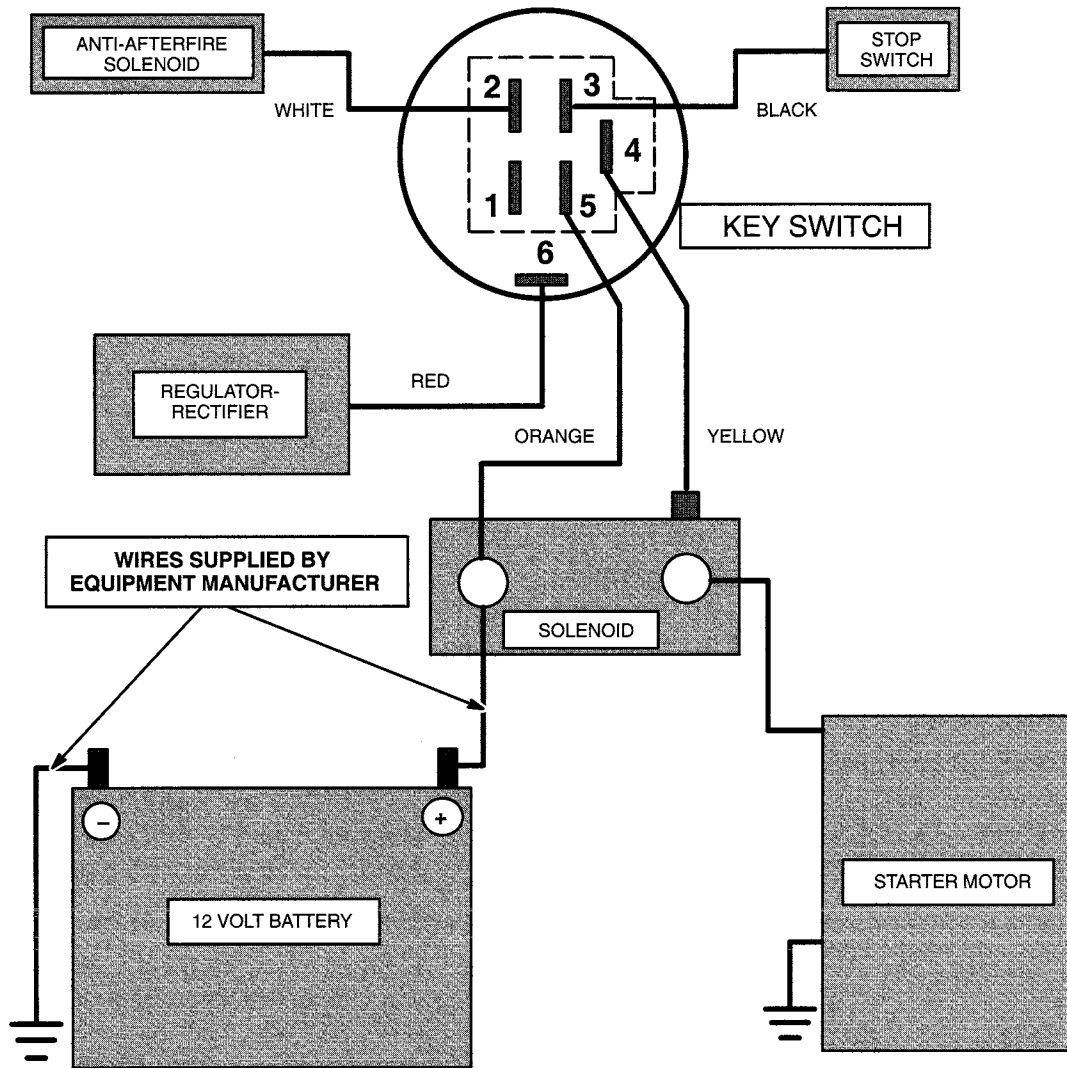 ANTI-AFTERFIRE
SOLENOID
STOP
SWITCH
WHITE
BLACK
2
3
4
1
5
6
KEY SWITCH
REGULATOR-
RECTIFIER
RED
ORANGE
YELLOW
WIRES SUPPLIED BY
EQUIPMENT MANUFACTURER
SOLENOID
−
+
12 VOLT BATTERY
STARTER MOTOR